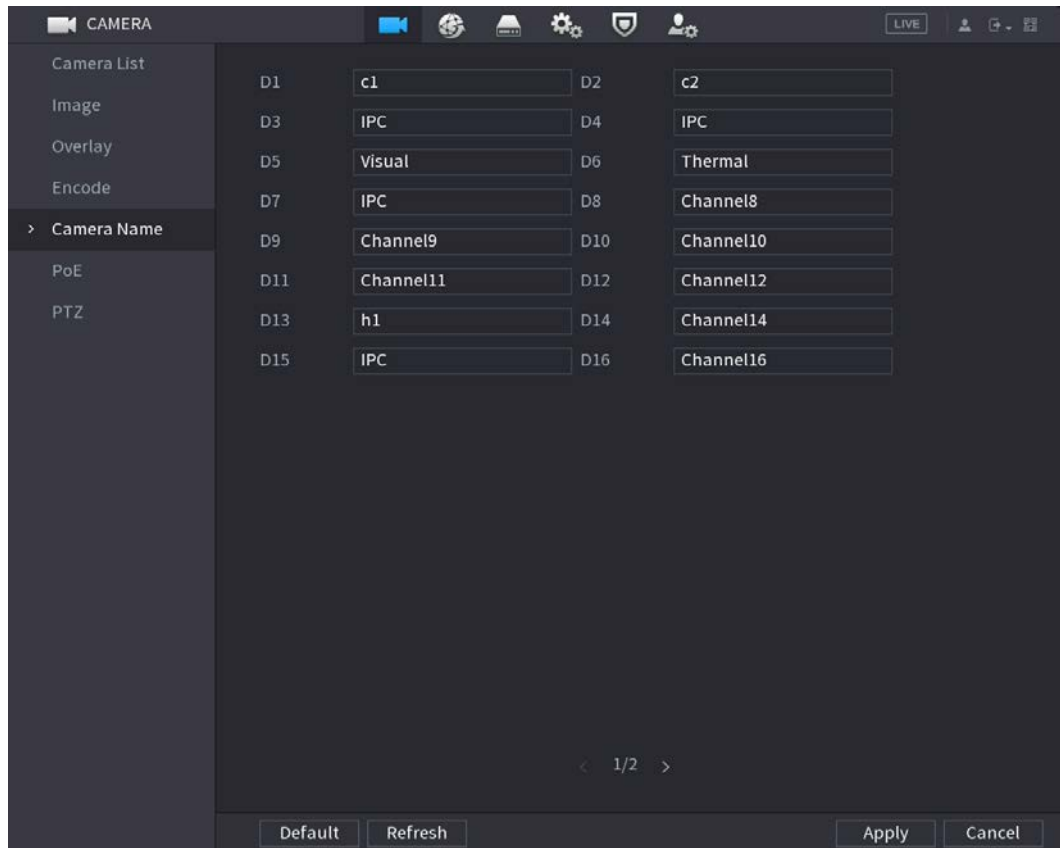 CAMERA LIVE
Camera List
Image
Overlay
Encode
Camera Name
PoE
PTZ
D1 c1 D2 c2
D3 IPC D4 IPC
D5 Visual D6 Thermal
D7 IPC D8 Channel8
D9 Channel9 D10 Channel10
D11 Channel11 D12 Channel12
D13 h1 D14 Channel14
D15 IPC D16 Channel16
1/2
Default Refresh Apply Cancel